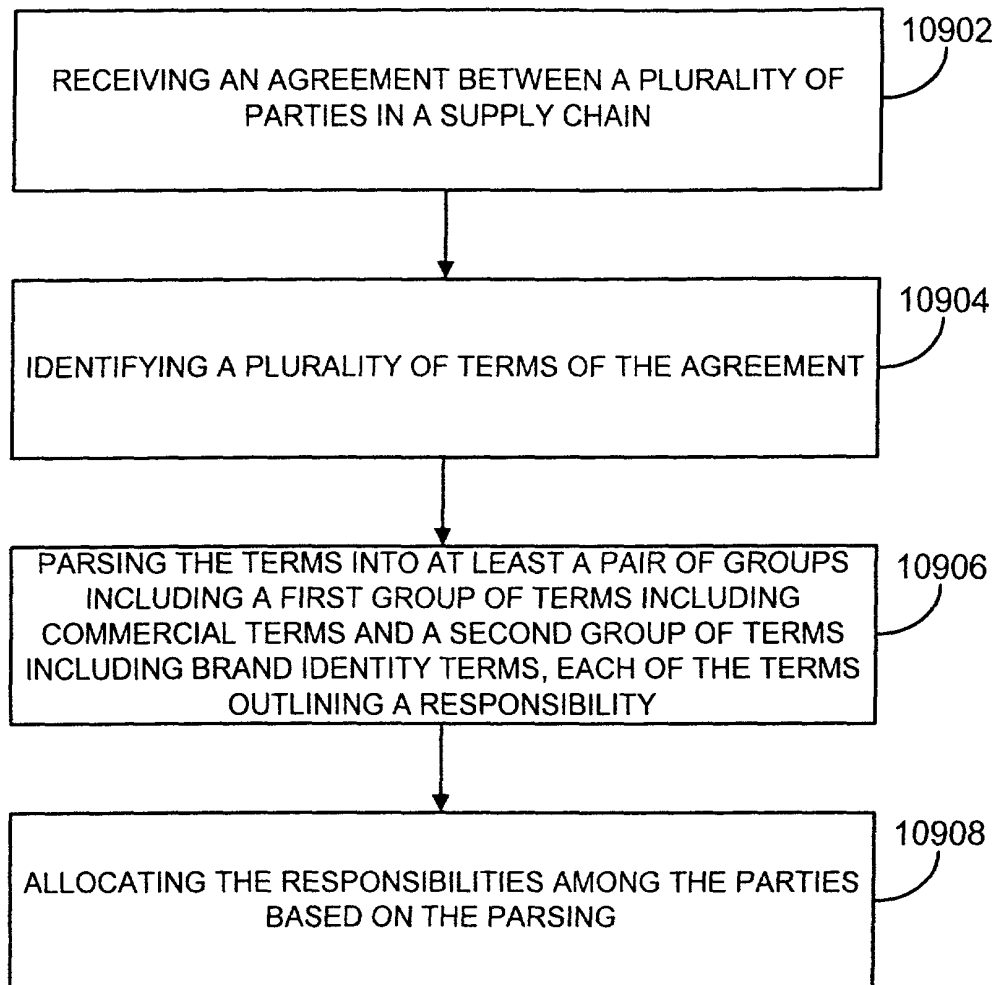 10902
RECEIVING AN AGREEMENT BETWEEN A PLURALITY OF
PARTIES IN A SUPPLY CHAIN
10904
IDENTIFYING A PLURALITY OF TERMS OF THE AGREEMENT
10906
PARSING THE TERMS INTO AT LEAST A PAIR OF GROUPS
INCLUDING A FIRST GROUP OF TERMS INCLUDING
COMMERCIAL TERMS AND A SECOND GROUP OF TERMS
INCLUDING BRAND IDENTITY TERMS, EACH OF THE TERMS
OUTLINING A RESPONSIBILITY
10908
ALLOCATING THE RESPONSIBILITIES AMONG THE PARTIES
BASED ON THE PARSING